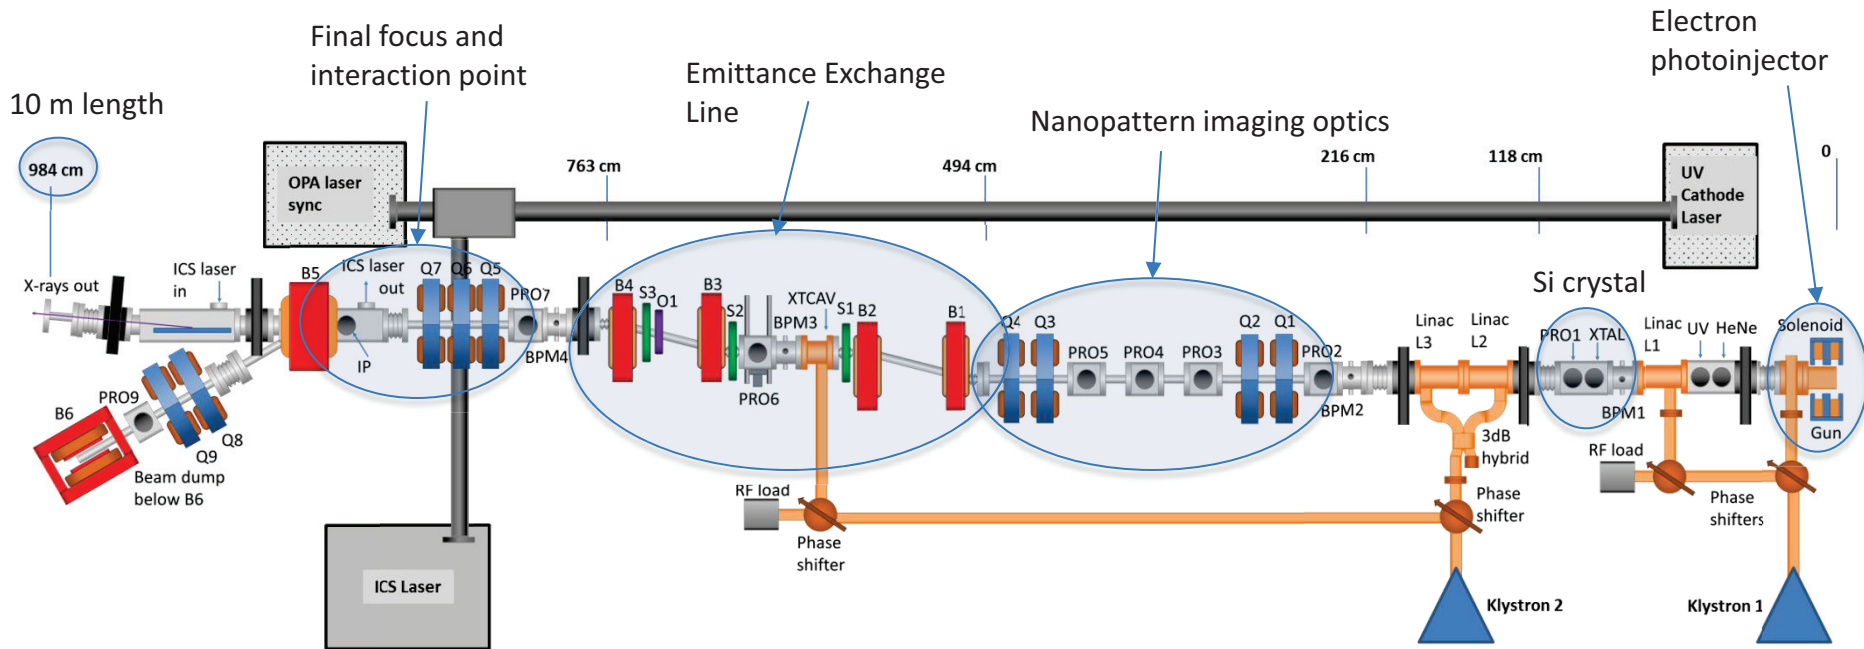 Final focus and
interaction point
Emittance Exchange
Line
Electron
photoinjector
10 m length
Nanopattern imaging optics
984 cm
OPA laser
sync
763 cm
494 cm
216 cm
118 cm
UV
Cathode
Laser
0
X-rays out
ICS laser
in
B5
ICS laser
out
Q7
Q6
Q5
PRO7
BPM4
IP
B4
S3
O1
B3
S2
XTCAV
BPM3
S1
B2
B1
PRO6
Q4
Q3
PRO5
PRO4
PRO3
Q2
Q1
PRO2
BPM2
Linac
L3
Linac
L2
Si crystal
PRO1
XTAL
BPM1
Linac
L1
UV
HeNe
Solenoid
Gun
B6
PRO9
Q8
Q9
Beam dump
below B6
3dB
hybrid
RF load
Phase
shifter
Phase
shifter
RF load
Phase
shifters
ICS Laser
Klystron 2
Klystron 1